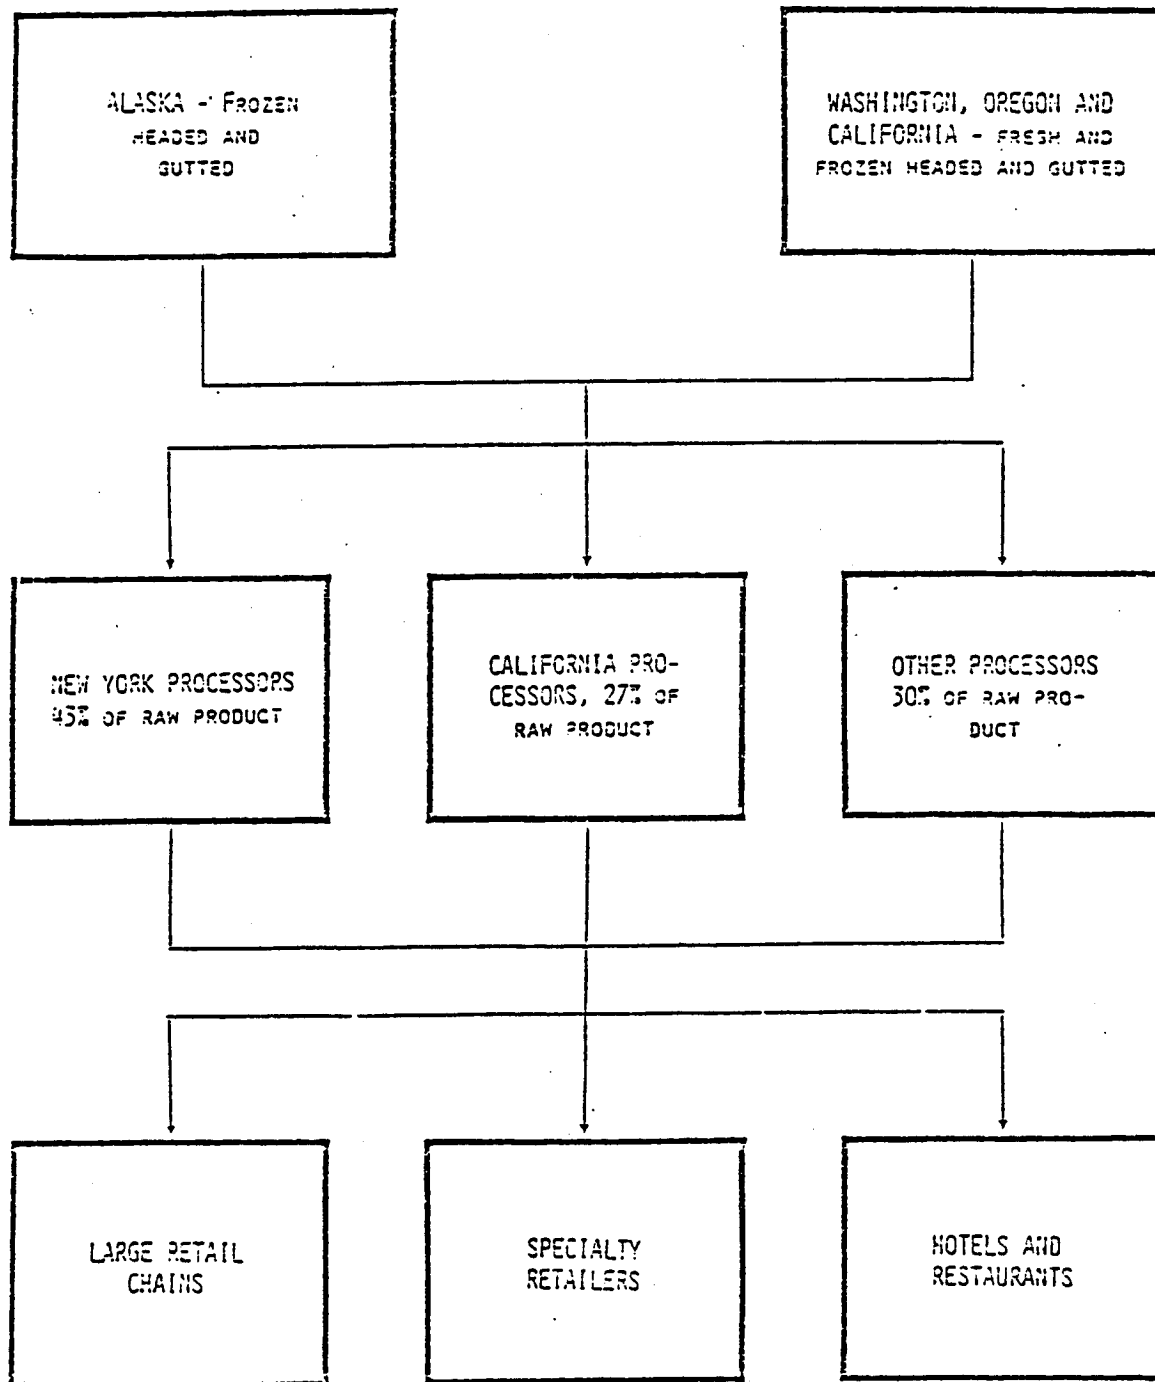 ALASKA - FROZEN
HEADED AND
GUTTED
WASHINGTON, OREGON AND
CALIFORNIA - FRESH AND
FROZEN HEADED AND GUTTED
NEW YORK PROCESSORS
43% OF RAW PRODUCT
CALIFORNIA PRO-
CESSORS, 27% OF
RAW PRODUCT
OTHER PROCESSORS
30% OF RAW PRO-
DUCT
LARGE RETAIL
CHAINS
SPECIALTY
RETAILERS
HOTELS AND
RESTAURANTS